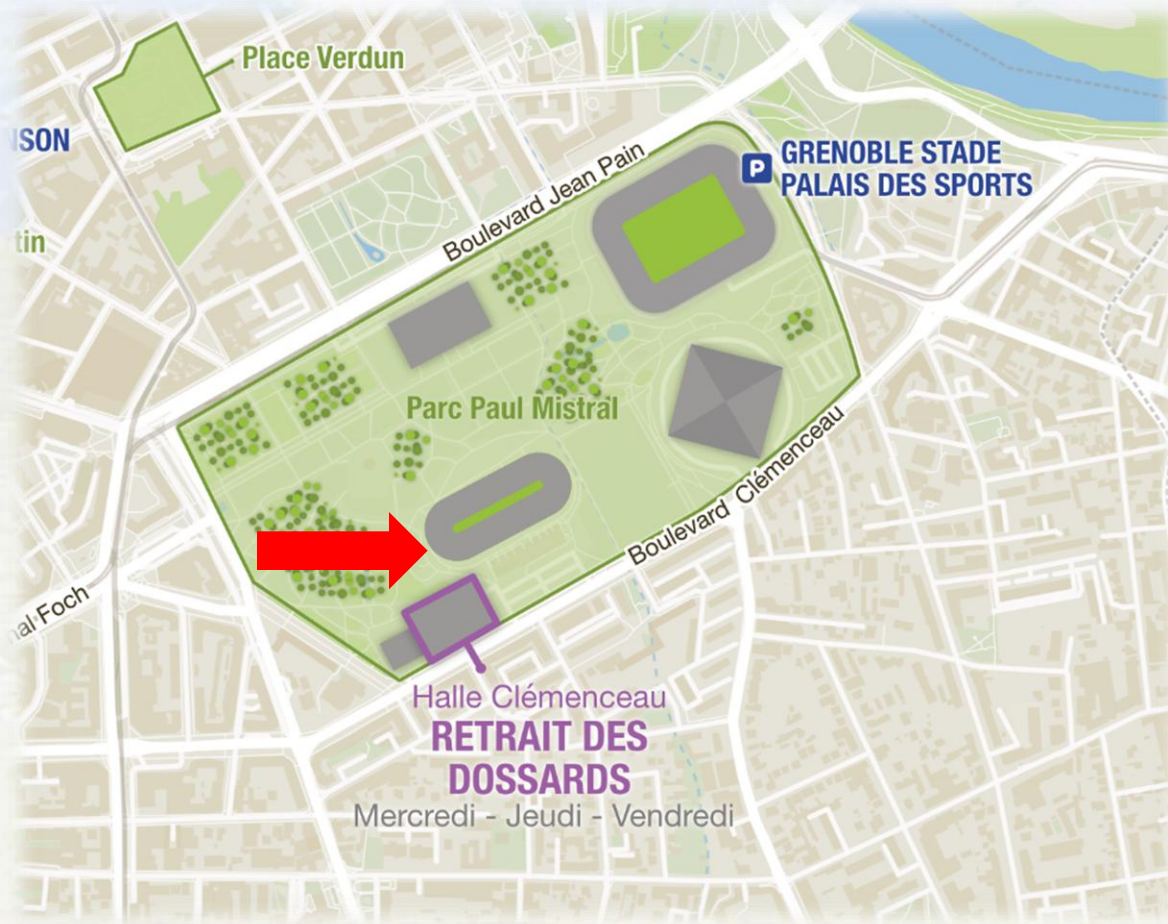 Place Verdun
GRENOBLE STADE
PALAIS DES SPORTS
P
Boulevard Jean Pain
Parc Paul Mistral
Boulevard Clémenceau
Foch
Halle Clémenceau
RETRAIT DES
DOSSARDS
Mercredi - Jeudi - Vendredi